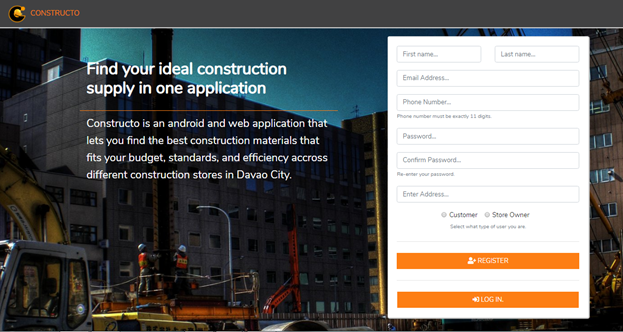 CONSTRUCTO
Find your ideal construction
supply in one application
Constructo is an android and web application that
lets you find the best construction materials that
fits your budget, standards, and efficiency accross
different construction stores in Davao City.
First name... Last name...
Email Address...
Phone Number...
Phone number must be exactly 11 digits.
Password...
Confirm Password...
Re-enter your password.
Enter Address...
Customer Store Owner
Select what type of user you are.
REGISTER
LOG IN.